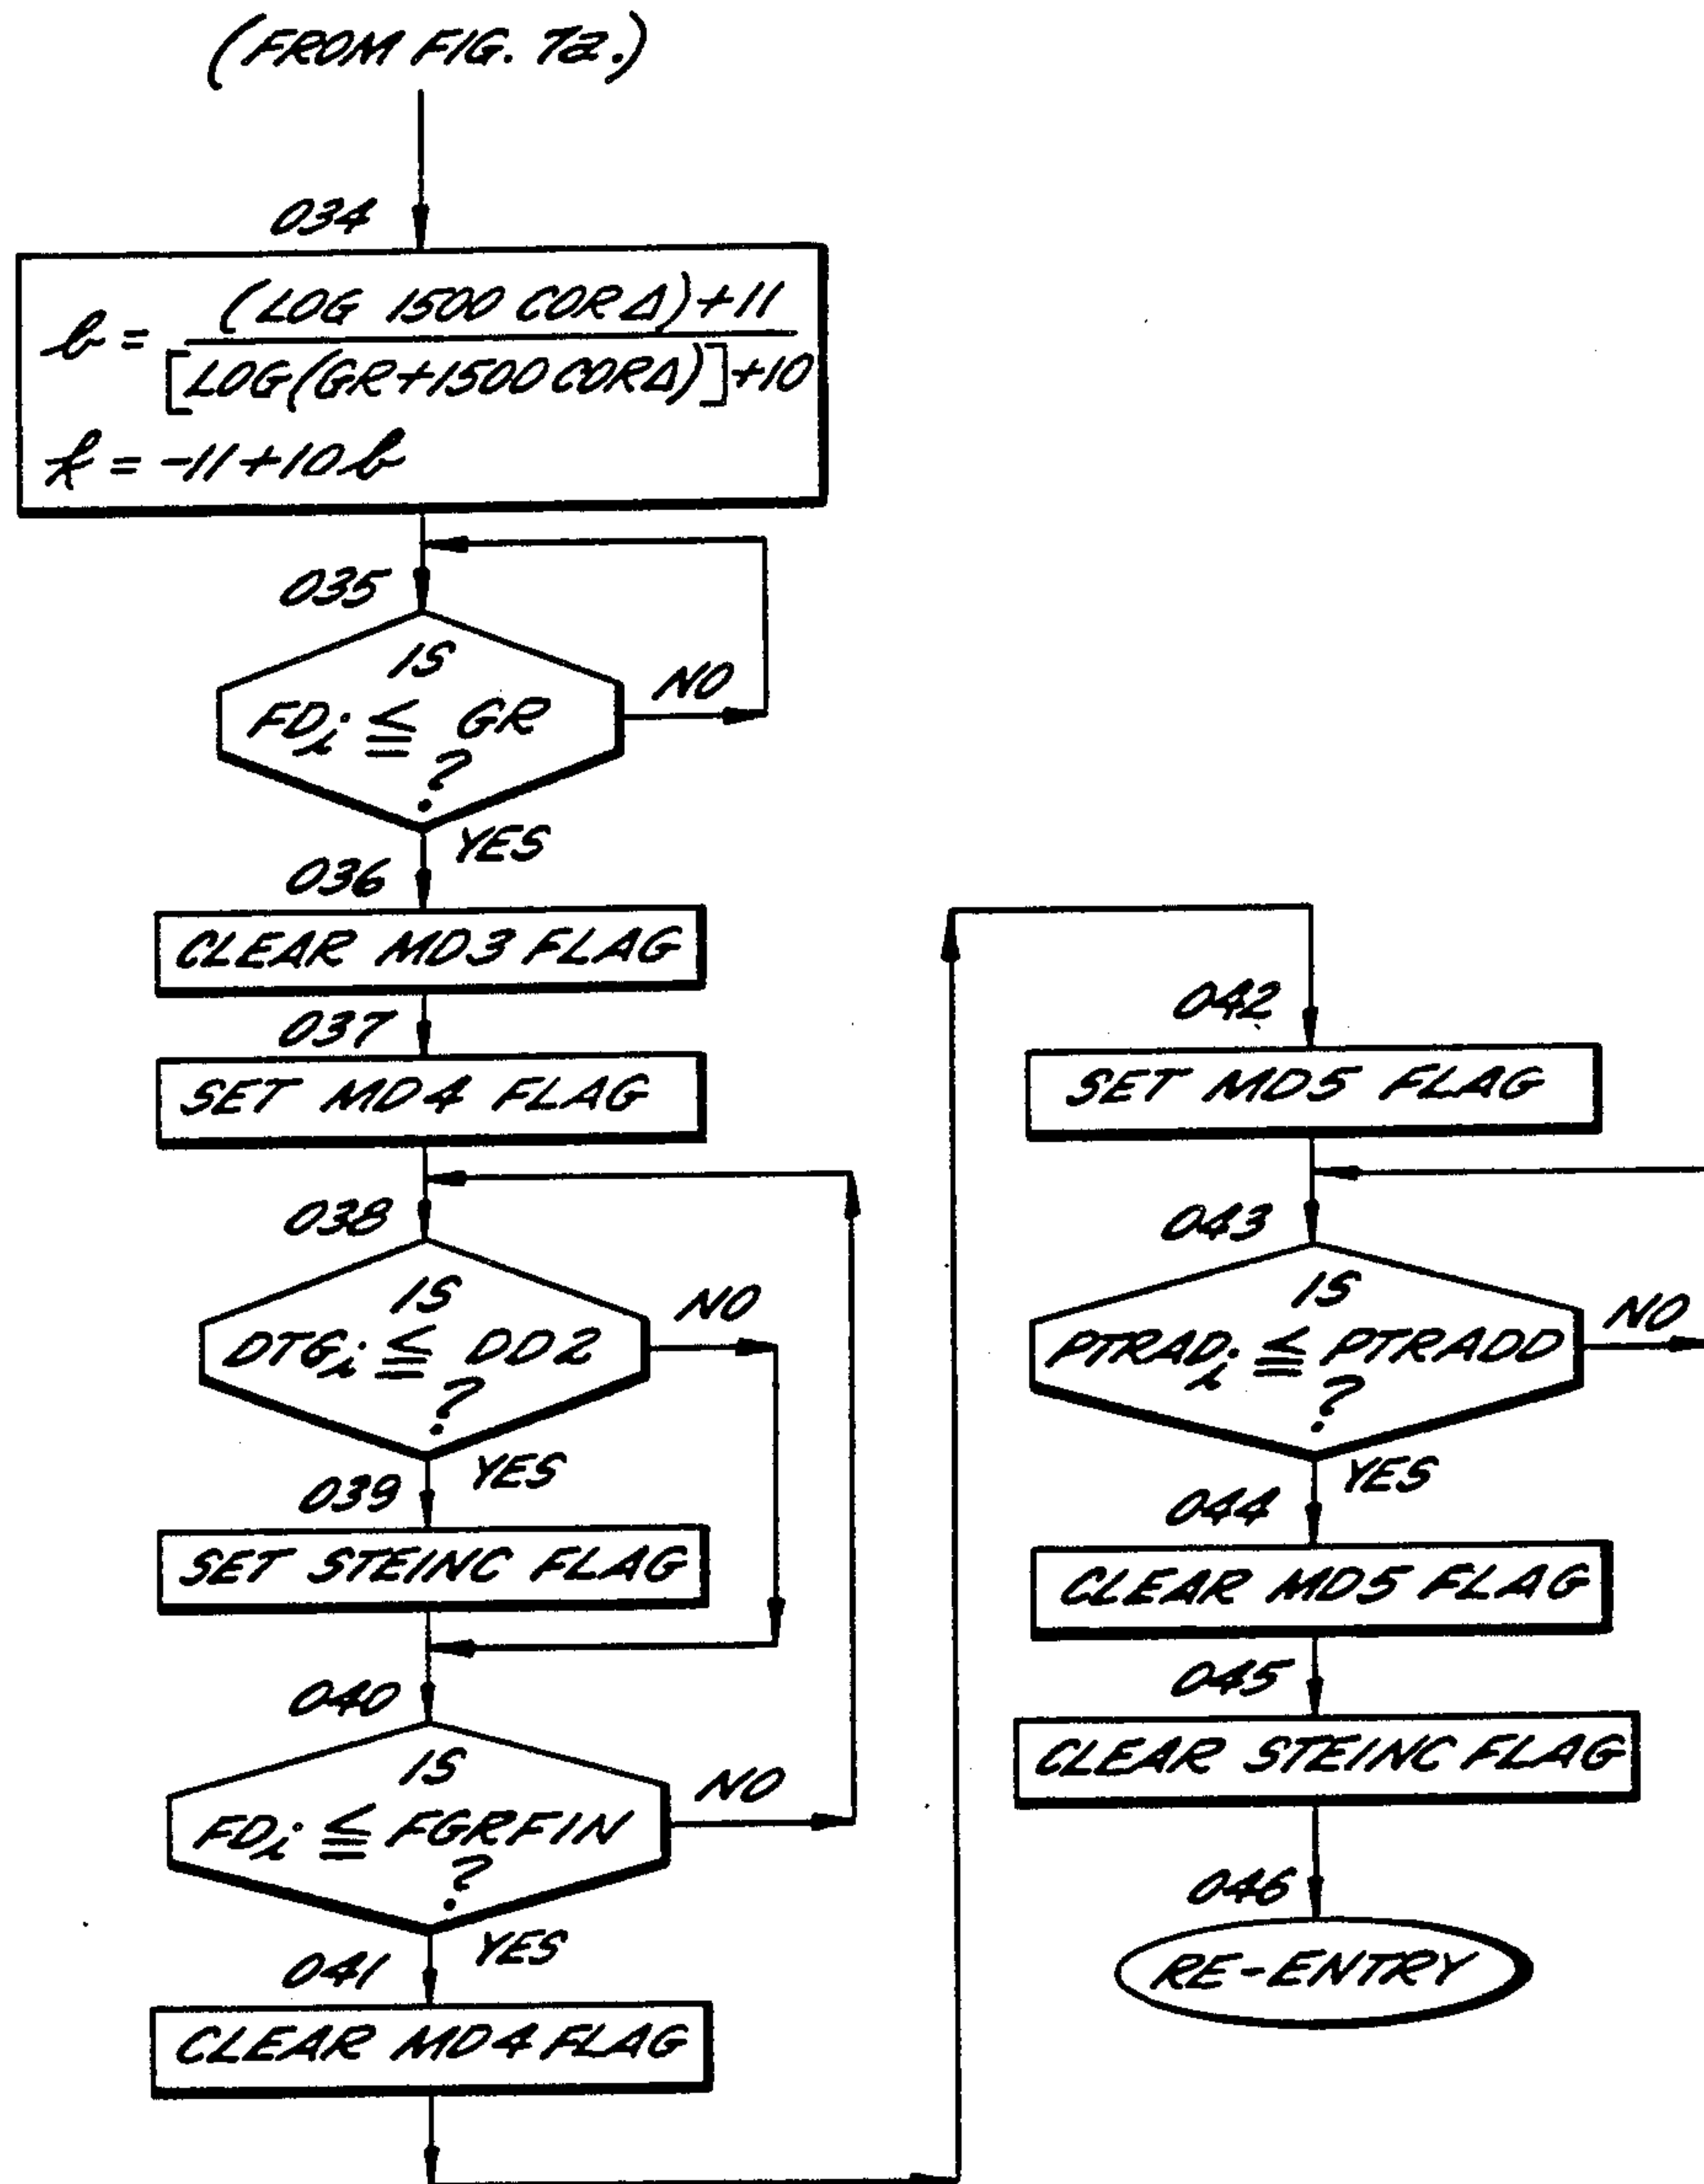 (FROM FIG. 7a.)
034
b = (LOG 1500 CORΔ)+11
[LOG(GR+1500 CORΔ)]+10
k = -11+10b
035
IS
FDi ≦ GR
?
NO
YES
036
CLEAR MD3 FLAG
037
SET MD4 FLAG
038
IS
DTGi ≦ DD2
?
NO
YES
039
SET STEINC FLAG
040
IS
FDi ≦ FGRFIN
?
NO
YES
041
CLEAR MD4 FLAG
042
SET MD5 FLAG
043
IS
PTRADi ≦ PTRADD
?
NO
YES
044
CLEAR MD5 FLAG
045
CLEAR STEINC FLAG
046
RE-ENTRY